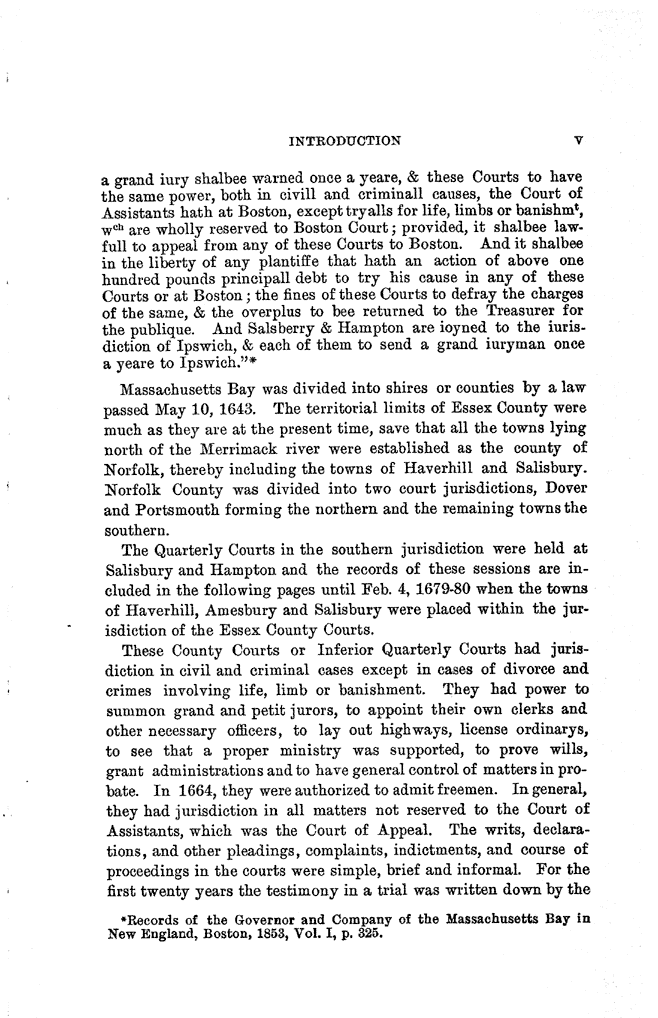 INTRODUCTION v
a grand iury shalbee warned once a yeare, & these Courts to have
the same power, both in civill and criminall causes, the Court of
Assistants hath at Boston, except tryalls for life, limbs or banishmᵗ,
wᶜʰ are wholly reserved to Boston Court; provided, it shalbee law-
full to appeal from any of these Courts to Boston. And it shalbee
in the liberty of any plantiffe that hath an action of above one
hundred pounds principall debt to try his cause in any of these
Courts or at Boston; the fines of these Courts to defray the charges
of the same, & the overplus to bee returned to the Treasurer for
the publique. And Salsberry & Hampton are ioyned to the iuris-
diction of Ipswich, & each of them to send a grand iuryman once
a yeare to Ipswich."*
Massachusetts Bay was divided into shires or counties by a law
passed May 10, 1643. The territorial limits of Essex County were
much as they are at the present time, save that all the towns lying
north of the Merrimack river were established as the county of
Norfolk, thereby including the towns of Haverhill and Salisbury.
Norfolk County was divided into two court jurisdictions, Dover
and Portsmouth forming the northern and the remaining towns the
southern.
The Quarterly Courts in the southern jurisdiction were held at
Salisbury and Hampton and the records of these sessions are in-
cluded in the following pages until Feb. 4, 1679-80 when the towns
of Haverhill, Amesbury and Salisbury were placed within the jur-
isdiction of the Essex County Courts.
These County Courts or Inferior Quarterly Courts had juris-
diction in civil and criminal cases except in cases of divorce and
crimes involving life, limb or banishment. They had power to
summon grand and petit jurors, to appoint their own clerks and
other necessary officers, to lay out highways, license ordinarys,
to see that a proper ministry was supported, to prove wills,
grant administrations and to have general control of matters in pro-
bate. In 1664, they were authorized to admit freemen. In general,
they had jurisdiction in all matters not reserved to the Court of
Assistants, which was the Court of Appeal. The writs, declara-
tions, and other pleadings, complaints, indictments, and course of
proceedings in the courts were simple, brief and informal. For the
first twenty years the testimony in a trial was written down by the
*Records of the Governor and Company of the Massachusetts Bay in
New England, Boston, 1853, Vol. I, p. 325.